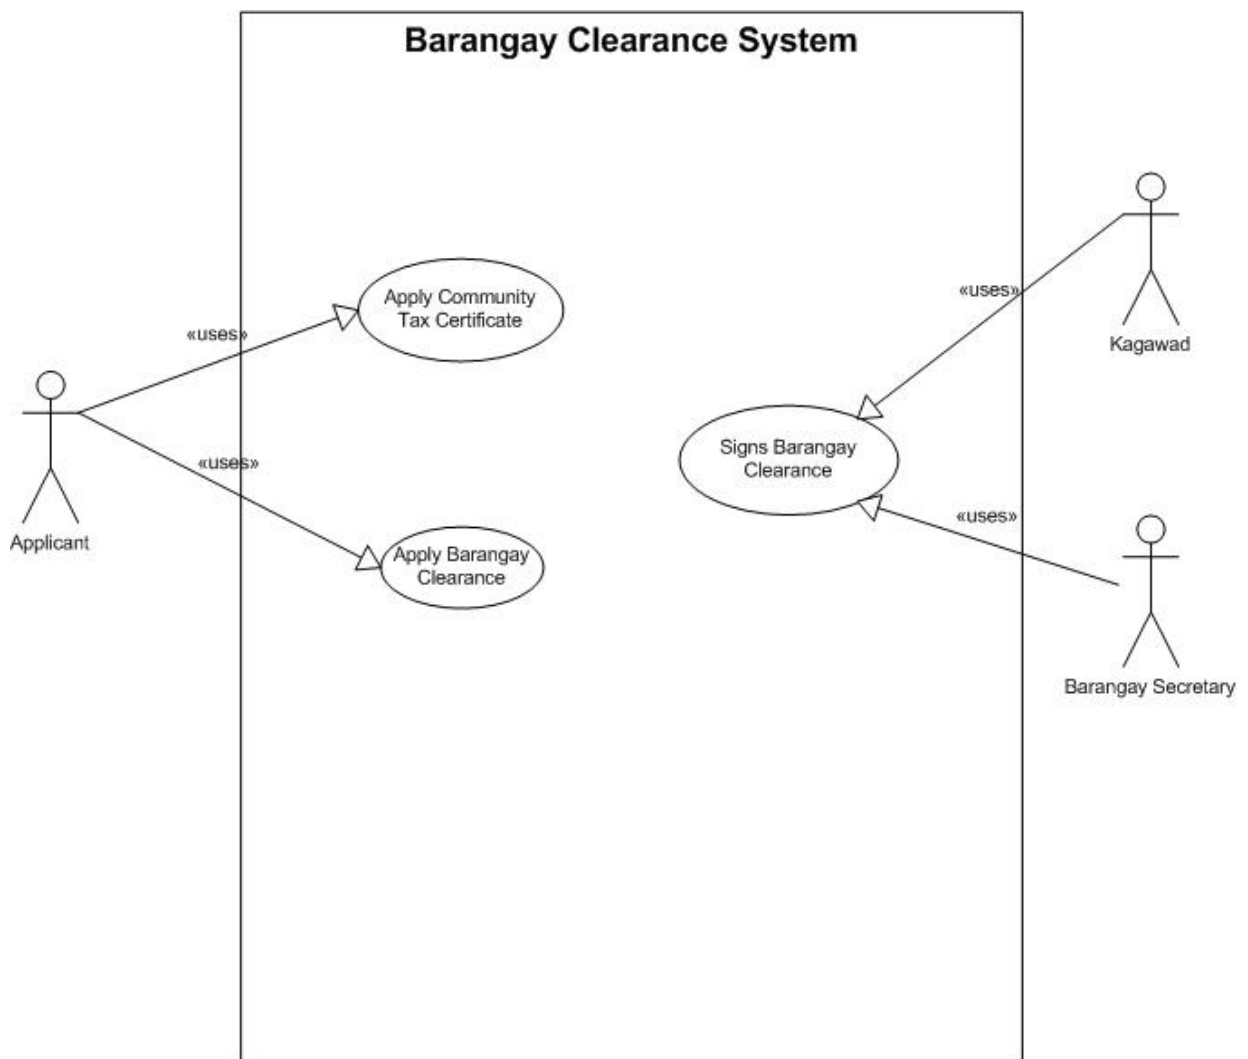 Barangay Clearance System
Apply Community
Tax Certificate
«uses»
«uses»
Applicant
Apply Barangay
Clearance
Signs Barangay
Clearance
«uses»
Kagawad
«uses»
Barangay Secretary